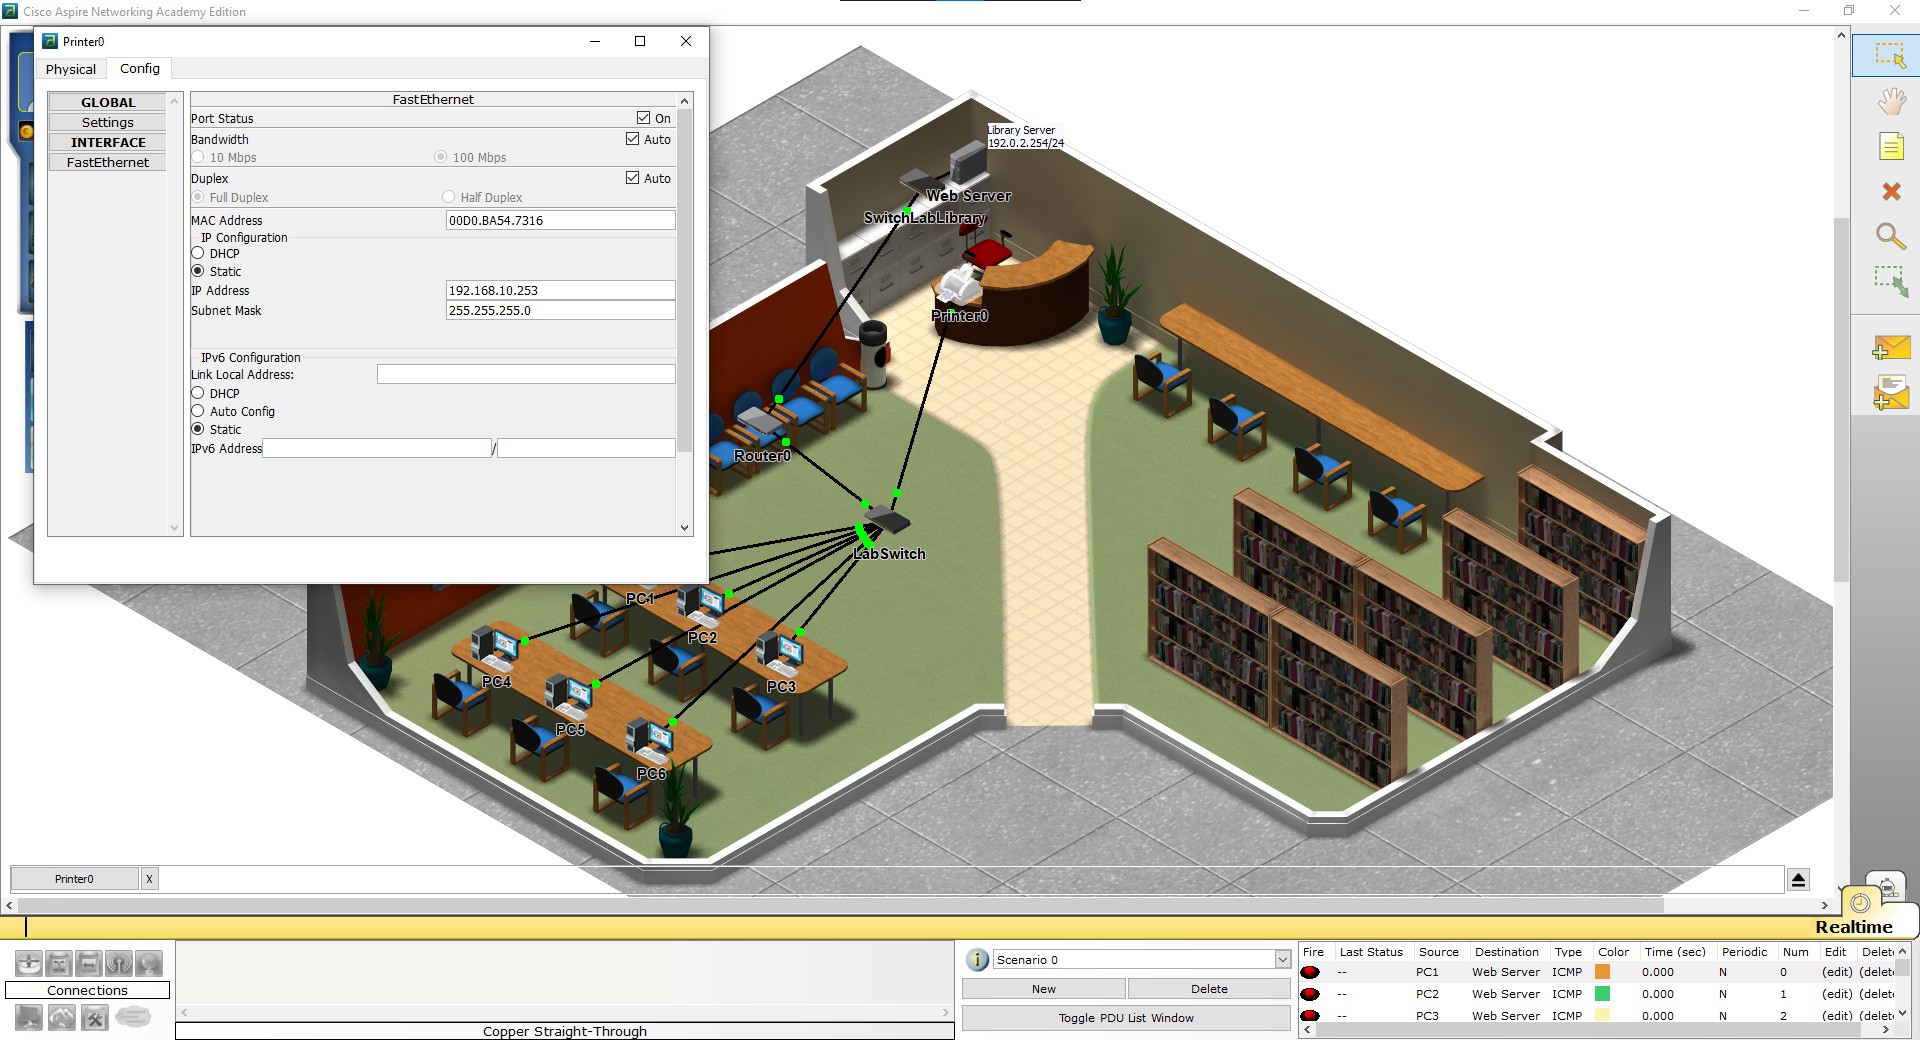 Cisco Aspire Networking Academy Edition
Printer0
Physical
Config
GLOBAL
Settings
INTERFACE
FastEthernet
FastEthernet
Port Status
On
Bandwidth
Auto
10 Mbps
100 Mbps
Duplex
Auto
Full Duplex
Half Duplex
MAC Address
00D0.BA54.7316
IP Configuration
DHCP
Static
IP Address
192.168.10.253
Subnet Mask
255.255.255.0
IPv6 Configuration
Link Local Address:
DHCP
Auto Config
Static
IPv6 Address
/
Library Server
192.0.2.254/24
Web Server
SwitchLabLibrary
Printer0
Router0
LabSwitch
PC1
PC2
PC3
PC4
PC5
PC6
Printer0
X
Realtime
Connections
Copper Straight-Through
i
Scenario 0
New
Delete
Toggle PDU List Window
Fire Last Status Source Destination Type Color Time (sec) Periodic Num Edit Delete
-- PC1 Web Server ICMP 0.000 N 0 (edit) (delete
-- PC2 Web Server ICMP 0.000 N 1 (edit) (delete
-- PC3 Web Server ICMP 0.000 N 2 (edit) (delete